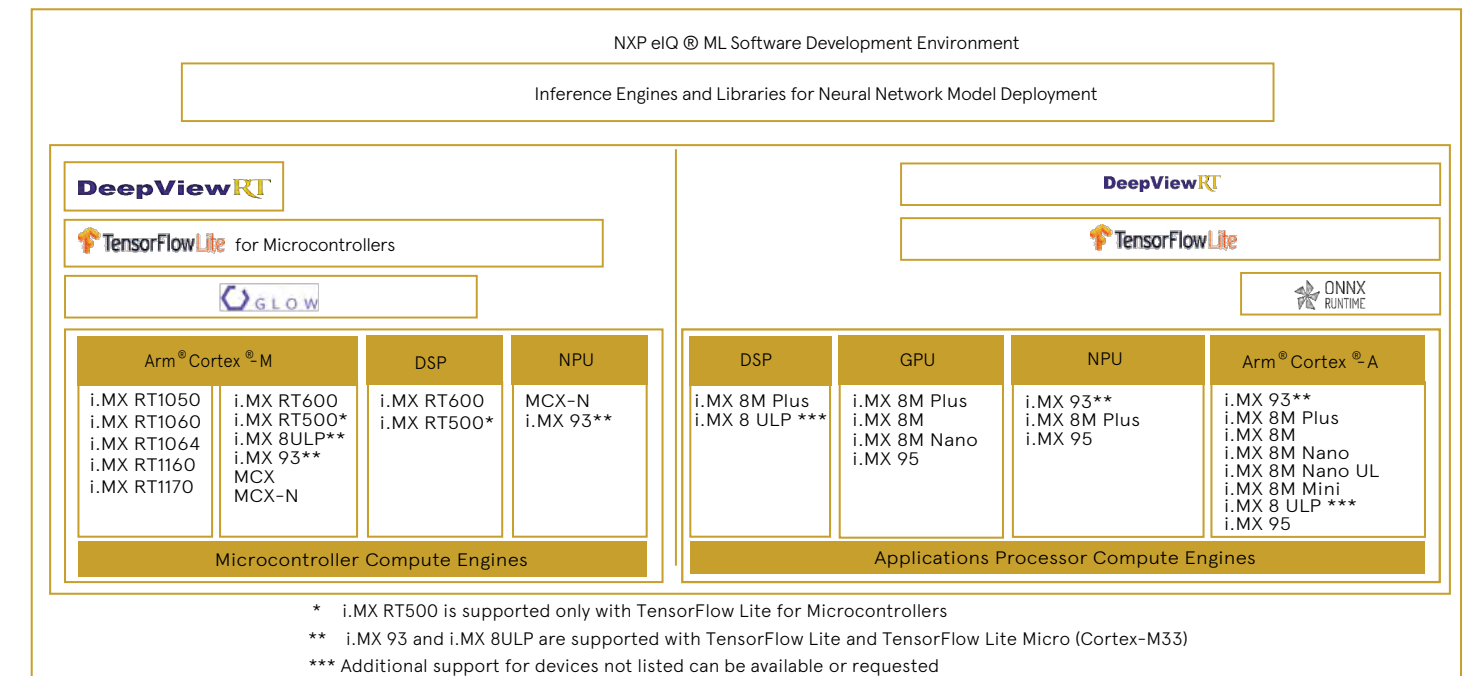 NXP eIQ ® ML Software Development Environment
Inference Engines and Libraries for Neural Network Model Deployment
DeepViewRT
TensorFlowLite for Microcontrollers
GLOW
DeepViewRT
TensorFlowLite
ONNX
RUNTIME
Arm® Cortex®-M
i.MX RT1050
i.MX RT1060
i.MX RT1064
i.MX RT1160
i.MX RT1170
i.MX RT600
i.MX RT500*
i.MX 8ULP**
i.MX 93**
MCX
MCX-N
DSP
i.MX RT600
i.MX RT500*
NPU
MCX-N
i.MX 93**
Microcontroller Compute Engines
DSP
i.MX 8M Plus
i.MX 8 ULP ***
GPU
i.MX 8M Plus
i.MX 8M
i.MX 8M Nano
i.MX 95
NPU
i.MX 93**
i.MX 8M Plus
i.MX 95
Arm® Cortex®-A
i.MX 93**
i.MX 8M Plus
i.MX 8M
i.MX 8M Nano
i.MX 8M Nano UL
i.MX 8M Mini
i.MX 8 ULP ***
i.MX 95
Applications Processor Compute Engines
* i.MX RT500 is supported only with TensorFlow Lite for Microcontrollers
** i.MX 93 and i.MX 8ULP are supported with TensorFlow Lite and TensorFlow Lite Micro (Cortex-M33)
*** Additional support for devices not listed can be available or requested